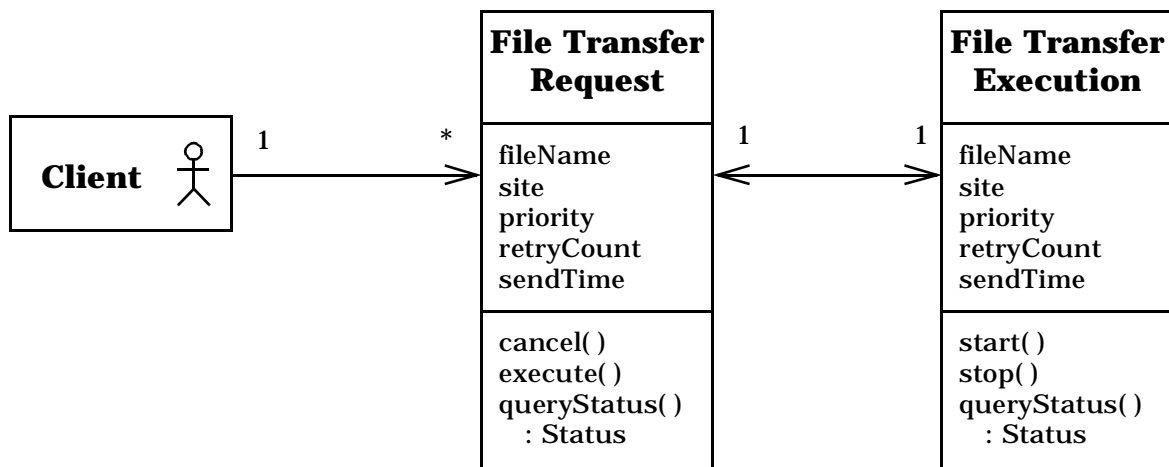 Client
1
*
File Transfer
Request
fileName
site
priority
retryCount
sendTime
cancel( )
execute( )
queryStatus( )
: Status
1
1
File Transfer
Execution
fileName
site
priority
retryCount
sendTime
start( )
stop( )
queryStatus( )
: Status